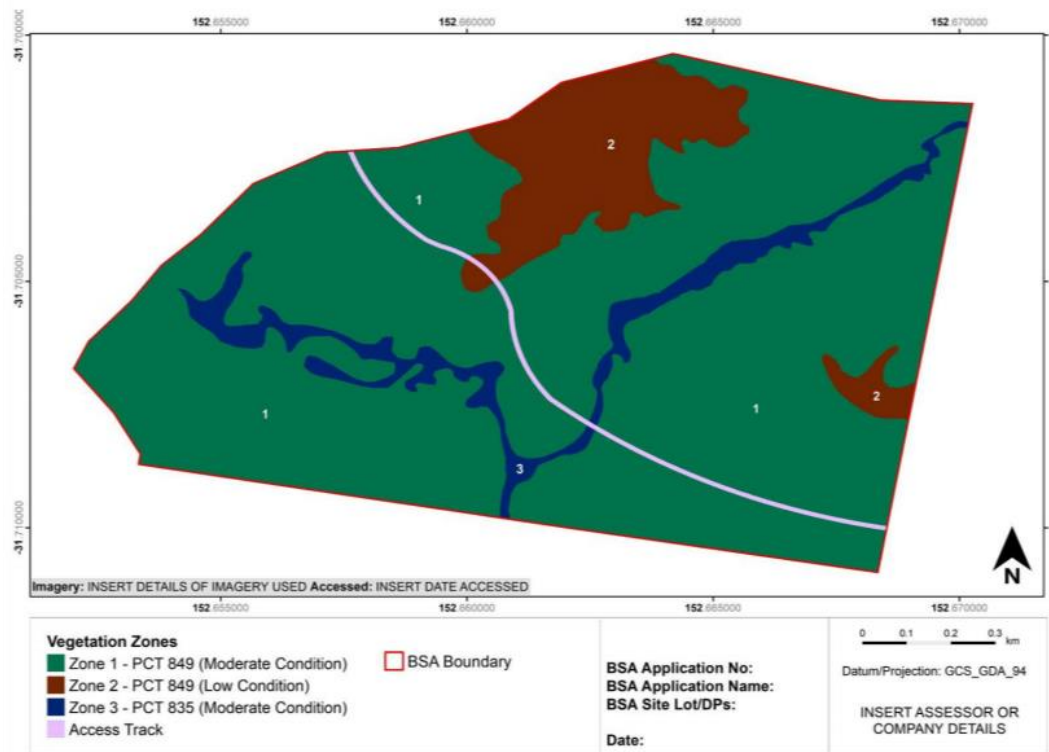 152.655000 152.660000 152.665000 152.670000
-31.700000
-31.705000
-31.710000
2
1
2
1
1
3
N
Imagery: INSERT DETAILS OF IMAGERY USED Accessed: INSERT DATE ACCESSED
152.655000 152.660000 152.665000 152.670000
Vegetation Zones
Zone 1 - PCT 849 (Moderate Condition)
Zone 2 - PCT 849 (Low Condition)
Zone 3 - PCT 835 (Moderate Condition)
Access Track
BSA Boundary
BSA Application No:
BSA Application Name:
BSA Site Lot/DPs:
Date:
0 0.1 0.2 0.3
km
Datum/Projection: GCS_GDA_94
INSERT ASSESSOR OR
COMPANY DETAILS